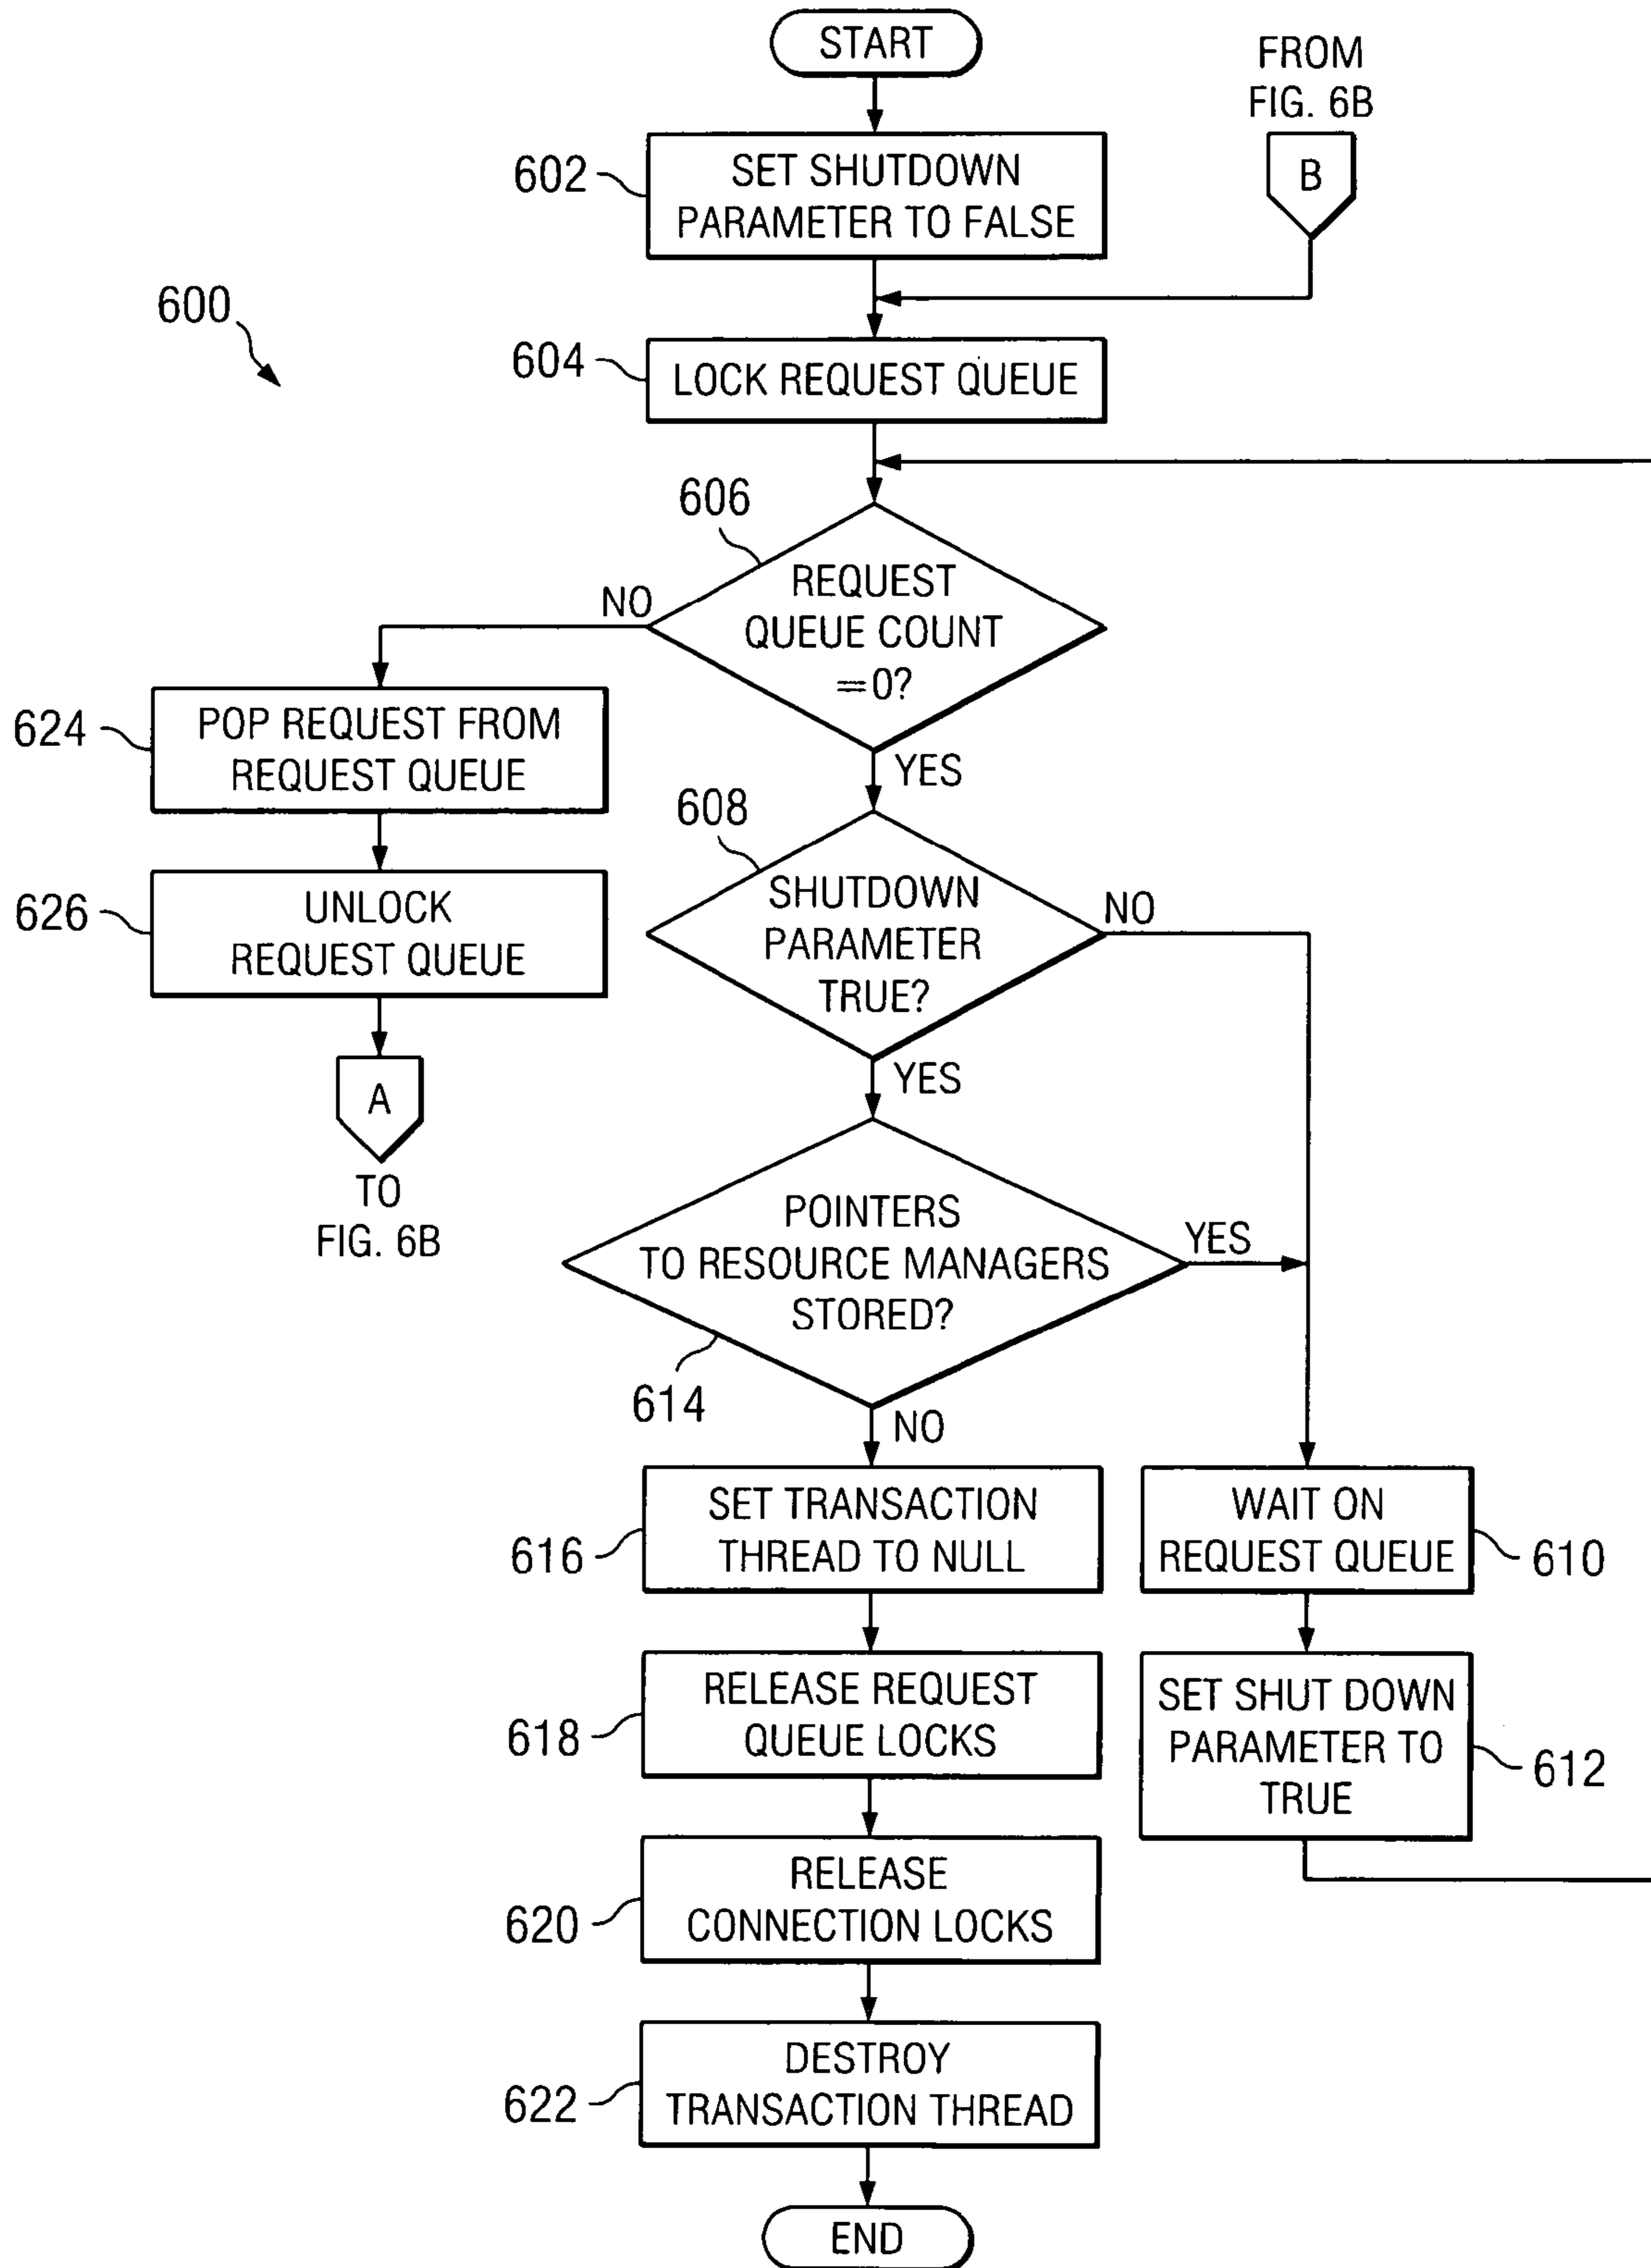 START
FROM
FIG. 6B
602
SET SHUTDOWN
PARAMETER TO FALSE
B
600
604
LOCK REQUEST QUEUE
606
REQUEST
QUEUE COUNT
=0?
NO
YES
624
POP REQUEST FROM
REQUEST QUEUE
608
SHUTDOWN
PARAMETER
TRUE?
NO
YES
626
UNLOCK
REQUEST QUEUE
A
TO
FIG. 6B
POINTERS
TO RESOURCE MANAGERS
STORED?
YES
614
NO
616
SET TRANSACTION
THREAD TO NULL
WAIT ON
REQUEST QUEUE
610
618
RELEASE REQUEST
QUEUE LOCKS
SET SHUT DOWN
PARAMETER TO
TRUE
612
620
RELEASE
CONNECTION LOCKS
622
DESTROY
TRANSACTION THREAD
END